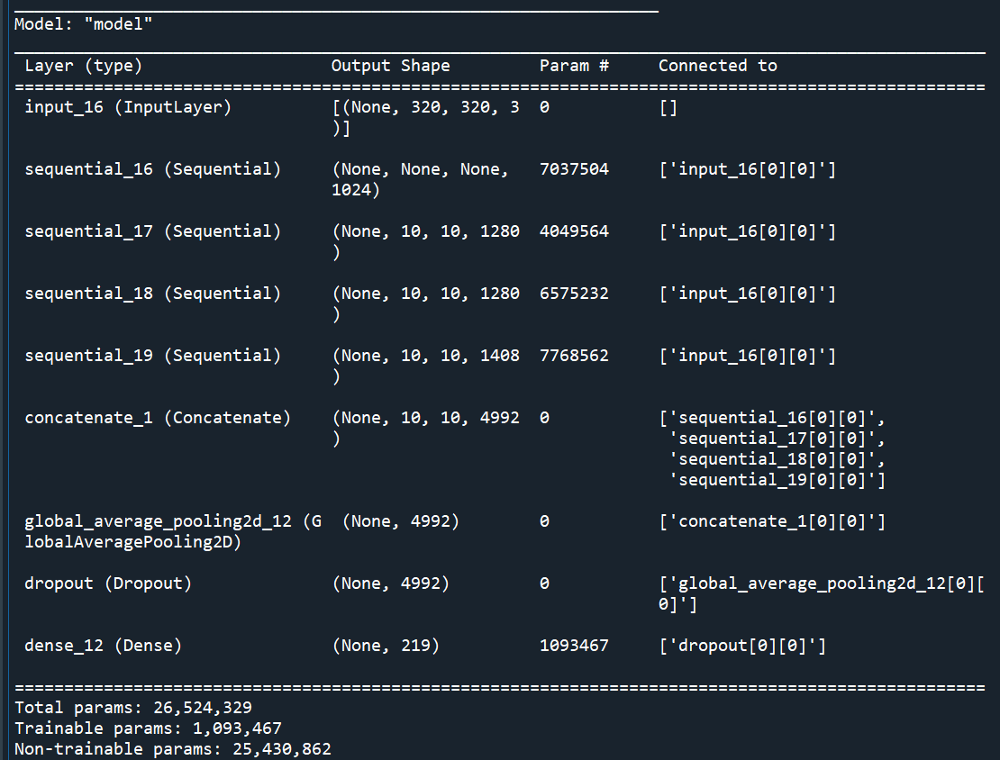 Model: "model"
Layer (type) Output Shape Param # Connected to
====================================================================================================
input_16 (InputLayer) [(None, 320, 320, 3 0 []
)]
sequential_16 (Sequential) (None, None, None, 7037504 ['input_16[0][0]']
1024)
sequential_17 (Sequential) (None, 10, 10, 1280 4049564 ['input_16[0][0]']
)
sequential_18 (Sequential) (None, 10, 10, 1280 6575232 ['input_16[0][0]']
)
sequential_19 (Sequential) (None, 10, 10, 1408 7768562 ['input_16[0][0]']
)
concatenate_1 (Concatenate) (None, 10, 10, 4992 0 ['sequential_16[0][0]',
) 'sequential_17[0][0]',
'sequential_18[0][0]',
'sequential_19[0][0]']
global_average_pooling2d_12 (G (None, 4992) 0 ['concatenate_1[0][0]']
lobalAveragePooling2D)
dropout (Dropout) (None, 4992) 0 ['global_average_pooling2d_12[0][
0]']
dense_12 (Dense) (None, 219) 1093467 ['dropout[0][0]']
====================================================================================================
Total params: 26,524,329
Trainable params: 1,093,467
Non-trainable params: 25,430,862